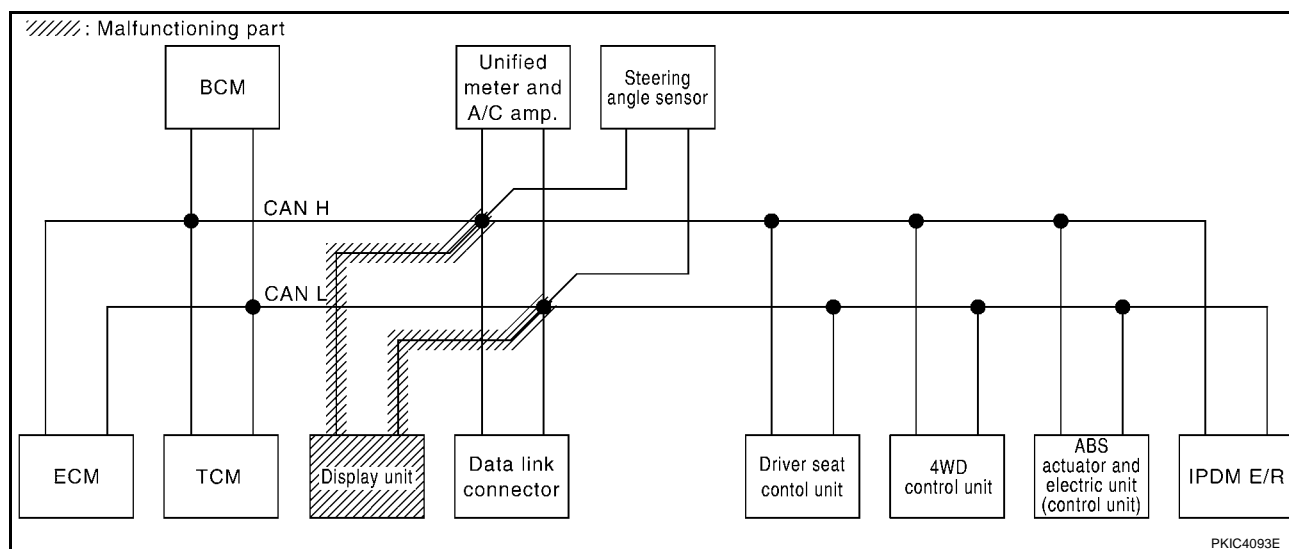 : Malfunctioning part
BCM
Unified
meter and
A/C amp.
Steering
angle sensor
CAN H
CAN L
ECM
TCM
Display unit
Data link
connector
Driver seat
contol unit
4WD
control unit
ABS
actuator and
electric unit
(control unit)
IPDM E/R
PKIC4093E